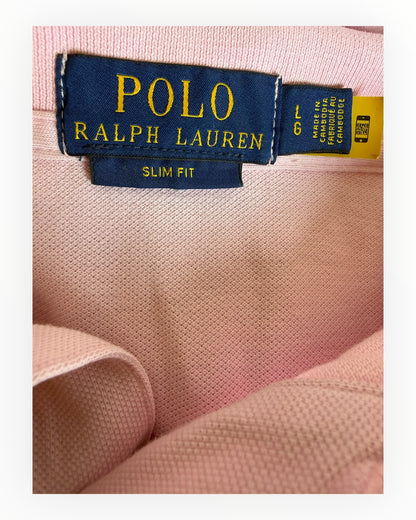 POLO
RALPH LAUREN
SLIM FIT
L
G
MADE IN
CAMBODIA
FABRIQUÉ AU
CAMBODGE